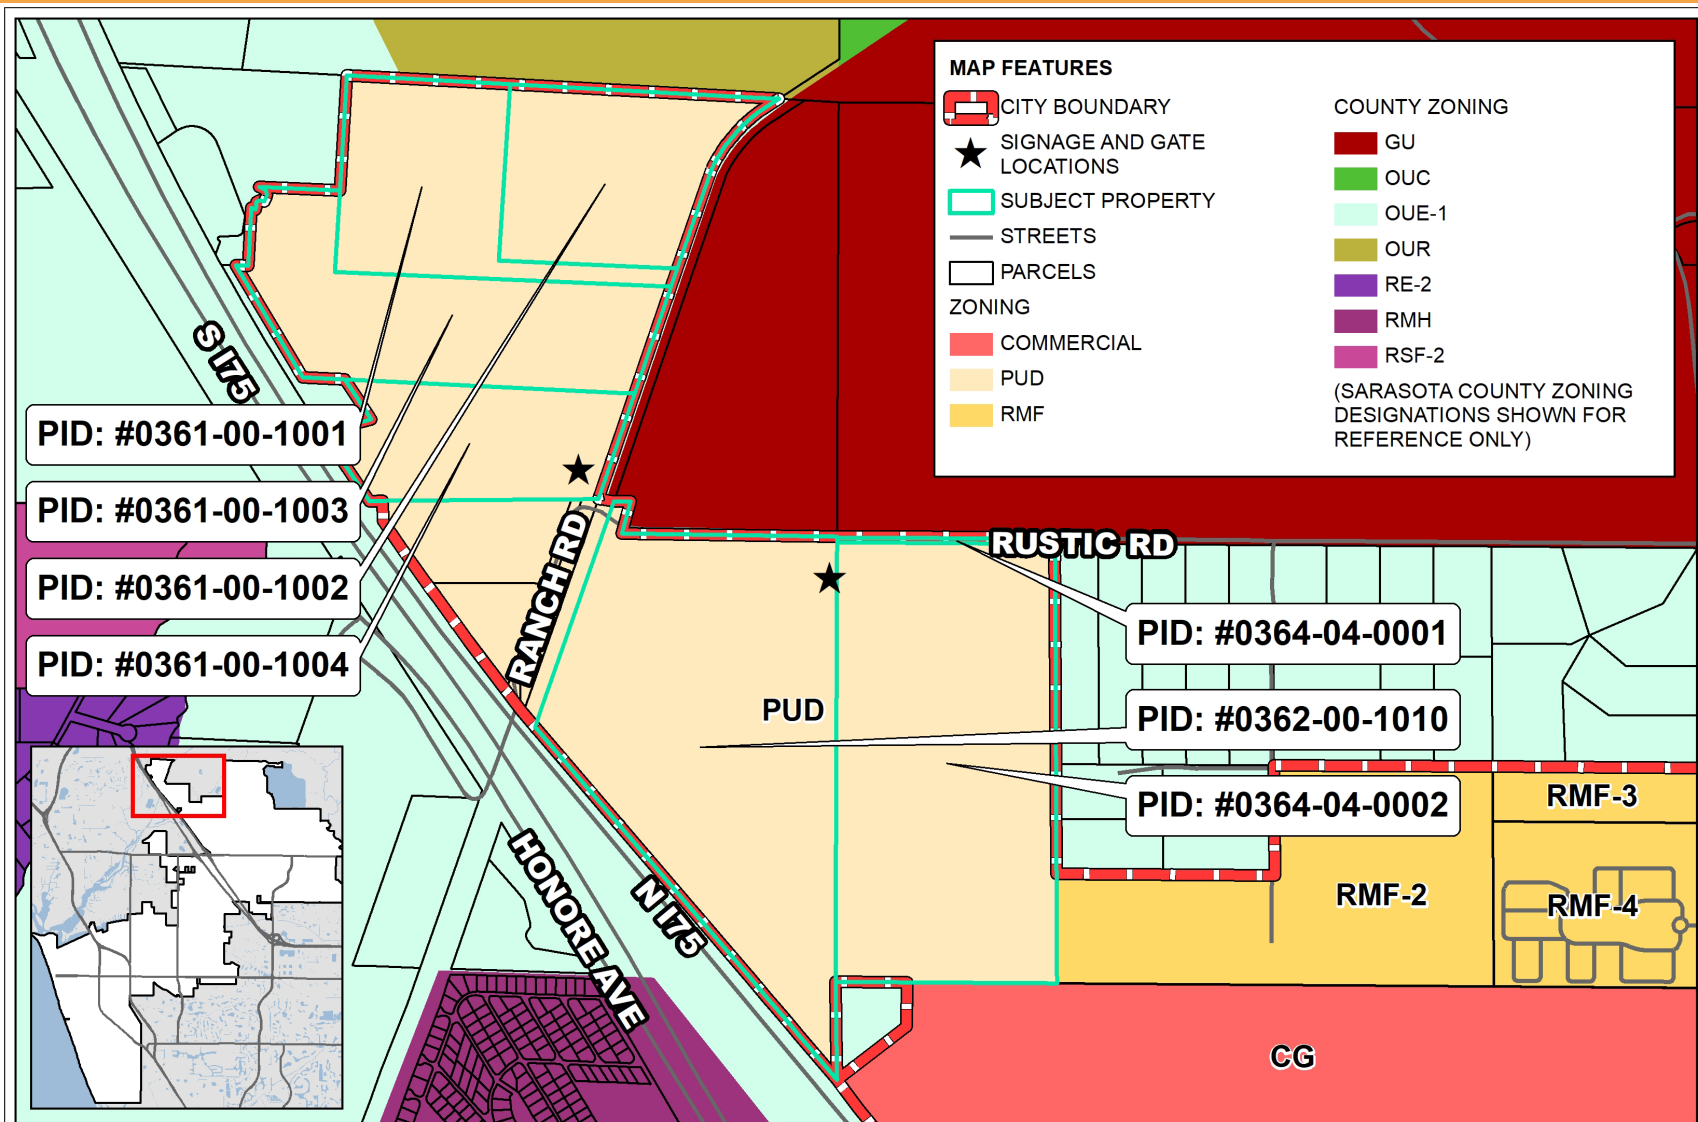 MAP FEATURES
CITY BOUNDARY
SIGNAGE AND GATE
LOCATIONS
SUBJECT PROPERTY
STREETS
PARCELS
ZONING
COMMERCIAL
PUD
RMF
COUNTY ZONING
GU
OUC
OUE-1
OUR
RE-2
RMH
RSF-2
(SARASOTA COUNTY ZONING
DESIGNATIONS SHOWN FOR
REFERENCE ONLY)
S I75
PID: #0361-00-1001
PID: #0361-00-1003
PID: #0361-00-1002
PID: #0361-00-1004
RANCH RD
RUSTIC RD
PID: #0364-04-0001
PUD
PID: #0362-00-1010
PID: #0364-04-0002
RMF-3
RMF-2
RMF-4
HONORE AVE
N I75
CG